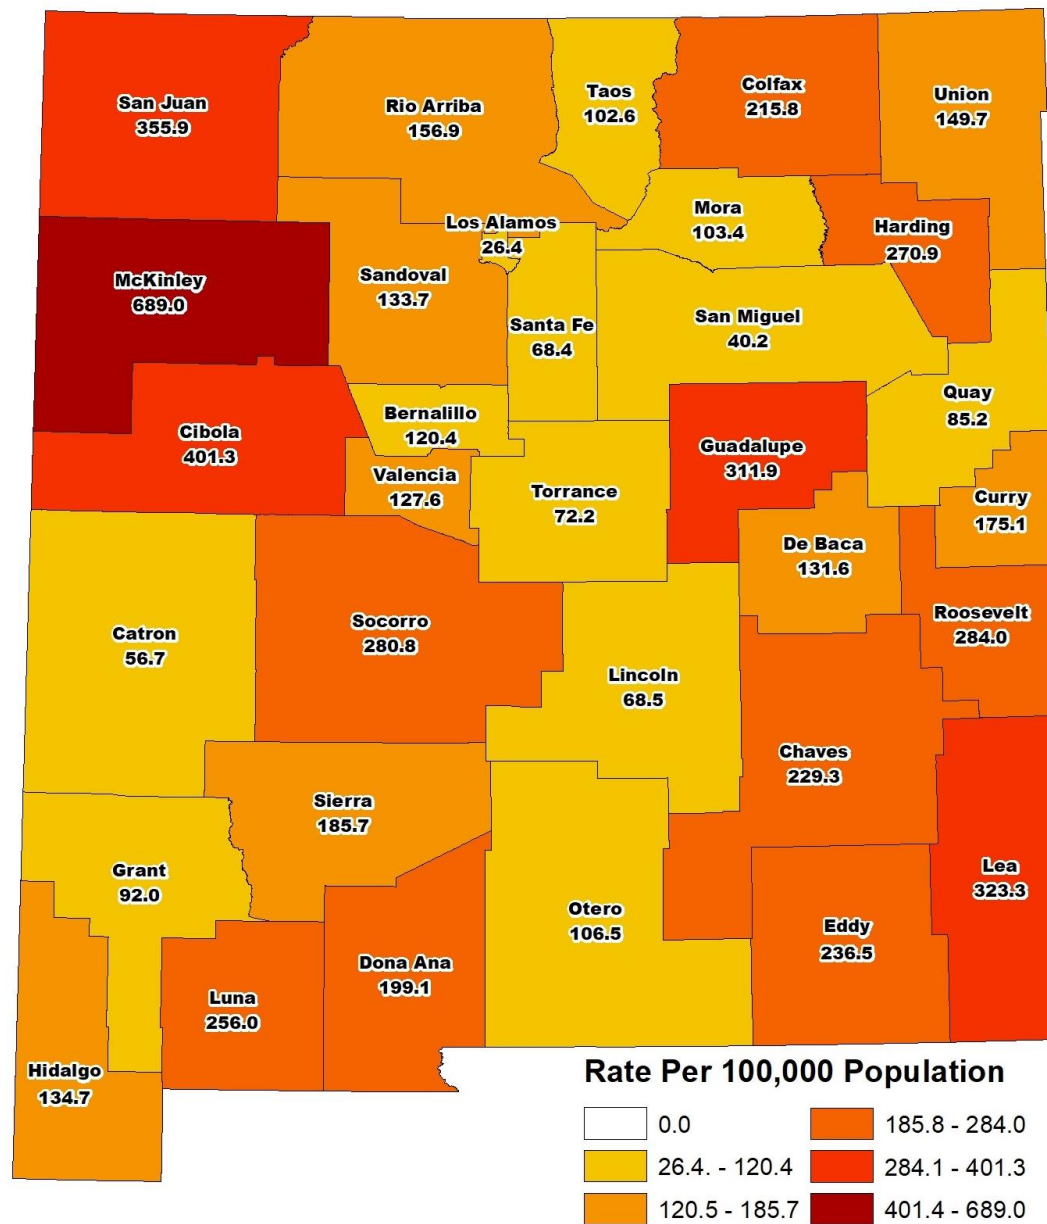 San Juan
355.9
Rio Arriba
156.9
Taos
102.6
Colfax
215.8
Union
149.7
McKinley
689.0
Sandoval
133.7
Los Alamos
26.4
Santa Fe
68.4
Mora
103.4
Harding
270.9
San Miguel
40.2
Quay
85.2
Cibola
401.3
Bernalillo
120.4
Valencia
127.6
Torrance
72.2
Guadalupe
311.9
Curry
175.1
De Baca
131.6
Roosevelt
284.0
Catron
56.7
Socorro
280.8
Lincoln
68.5
Chaves
229.3
Sierra
185.7
Grant
92.0
Otero
106.5
Lea
323.3
Eddy
236.5
Dona Ana
199.1
Luna
256.0
Hidalgo
134.7
Rate Per 100,000 Population
0.0
26.4. - 120.4
120.5 - 185.7
185.8 - 284.0
284.1 - 401.3
401.4 - 689.0